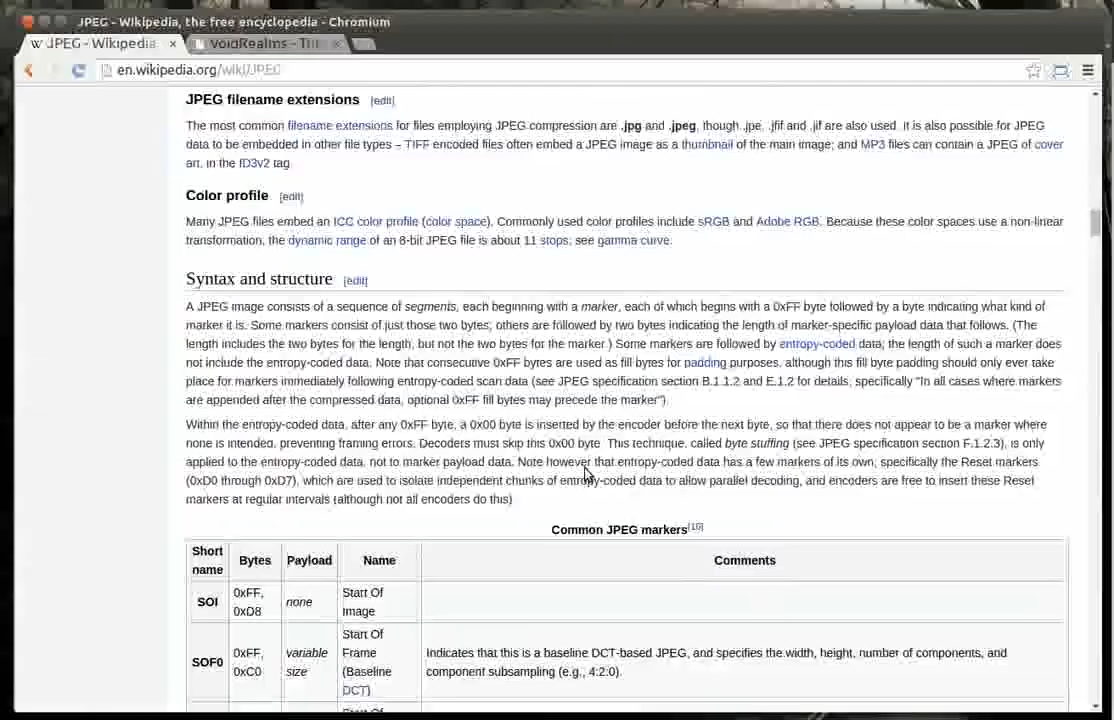 JPEG - Wikipedia, the free encyclopedia - Chromium
W JPEG - Wikipedia × VoidRealms - ×
en.wikipedia.org/wiki/JPEG
JPEG filename extensions [edit]
The most common filename extensions for files employing JPEG compression are .jpg and .jpeg, though .jpe, .jfif and .jif are also used. It is also possible for JPEG
data to be embedded in other file types – TIFF encoded files often embed a JPEG image as a thumbnail of the main image; and MP3 files can contain a JPEG of cover
art, in the ID3v2 tag
Color profile [edit]
Many JPEG files embed an ICC color profile (color space). Commonly used color profiles include sRGB and Adobe RGB. Because these color spaces use a non-linear
transformation, the dynamic range of an 8-bit JPEG file is about 11 stops; see gamma curve.
Syntax and structure [edit]
A JPEG image consists of a sequence of segments, each beginning with a marker, each of which begins with a 0xFF byte followed by a byte indicating what kind of
marker it is. Some markers consist of just those two bytes; others are followed by two bytes indicating the length of marker-specific payload data that follows. (The
length includes the two bytes for the length, but not the two bytes for the marker.) Some markers are followed by entropy-coded data; the length of such a marker does
not include the entropy-coded data. Note that consecutive 0xFF bytes are used as fill bytes for padding purposes, although this fill byte padding should only ever take
place for markers immediately following entropy-coded scan data (see JPEG specification section B.1.1.2 and E.1.2 for details, specifically "In all cases where markers
are appended after the compressed data, optional 0xFF fill bytes may precede the marker").
Within the entropy-coded data, after any 0xFF byte, a 0x00 byte is inserted by the encoder before the next byte, so that there does not appear to be a marker where
none is intended, preventing framing errors. Decoders must skip this 0x00 byte. This technique, called byte stuffing (see JPEG specification section F.1.2.3), is only
applied to the entropy-coded data, not to marker payload data. Note however that entropy-coded data has a few markers of its own; specifically the Reset markers
(0xD0 through 0xD7), which are used to isolate independent chunks of entropy-coded data to allow parallel decoding, and encoders are free to insert these Reset
markers at regular intervals (although not all encoders do this)
Common JPEG markers[10]
Short name Bytes Payload Name Comments
SOI 0xFF, 0xD8 none Start Of Image
SOF0 0xFF, 0xC0 variable size Start Of Frame (Baseline DCT) Indicates that this is a baseline DCT-based JPEG, and specifies the width, height, number of components, and
component subsampling (e.g., 4:2:0).
Start Of